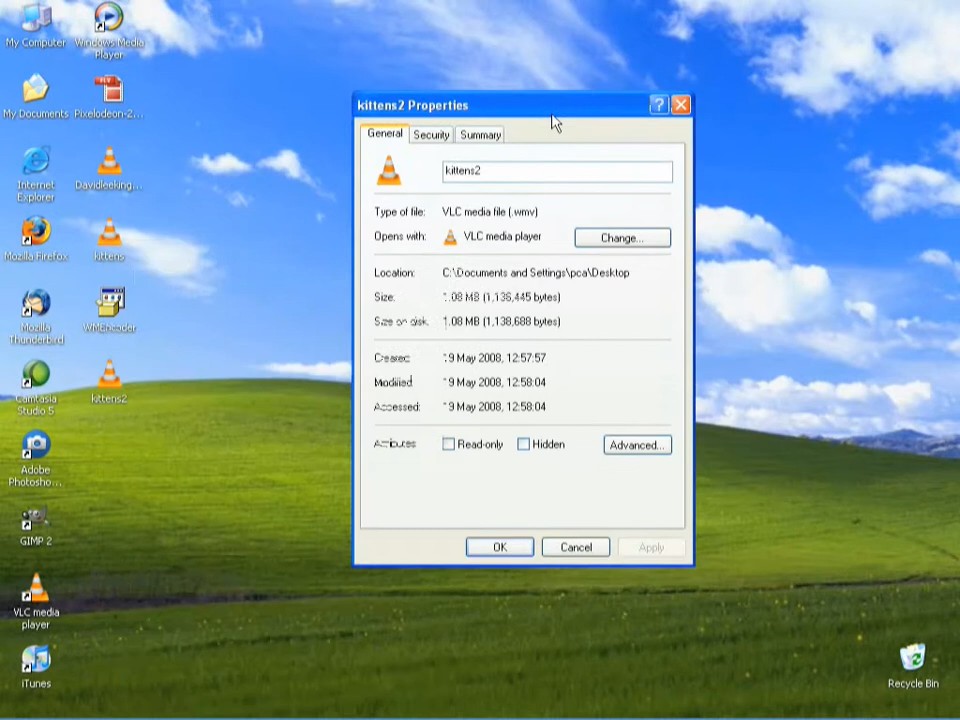 My Computer
Windows Media
Player
My Documents
FLV
Pixelodeon-2...
Internet
Explorer
Davidleeking...
Mozilla Firefox
kittens
Mozilla
Thunderbird
WMEncoder
Camtasia
Studio 5
kittens2
Adobe
Photosho...
GIMP 2
VLC media
player
iTunes
Recycle Bin
kittens2 Properties
General Security Summary
kittens2
Type of file: VLC media file (.wmv)
Opens with: VLC media player Change...
Location: C:\Documents and Settings\pca\Desktop
Size: 1.08 MB (1,136,445 bytes)
Size on disk: 1.08 MB (1,138,688 bytes)
Created: 19 May 2008, 12:57:57
Modified: 19 May 2008, 12:58:04
Accessed: 19 May 2008, 12:58:04
Attributes: Read-only Hidden Advanced...
OK Cancel Apply